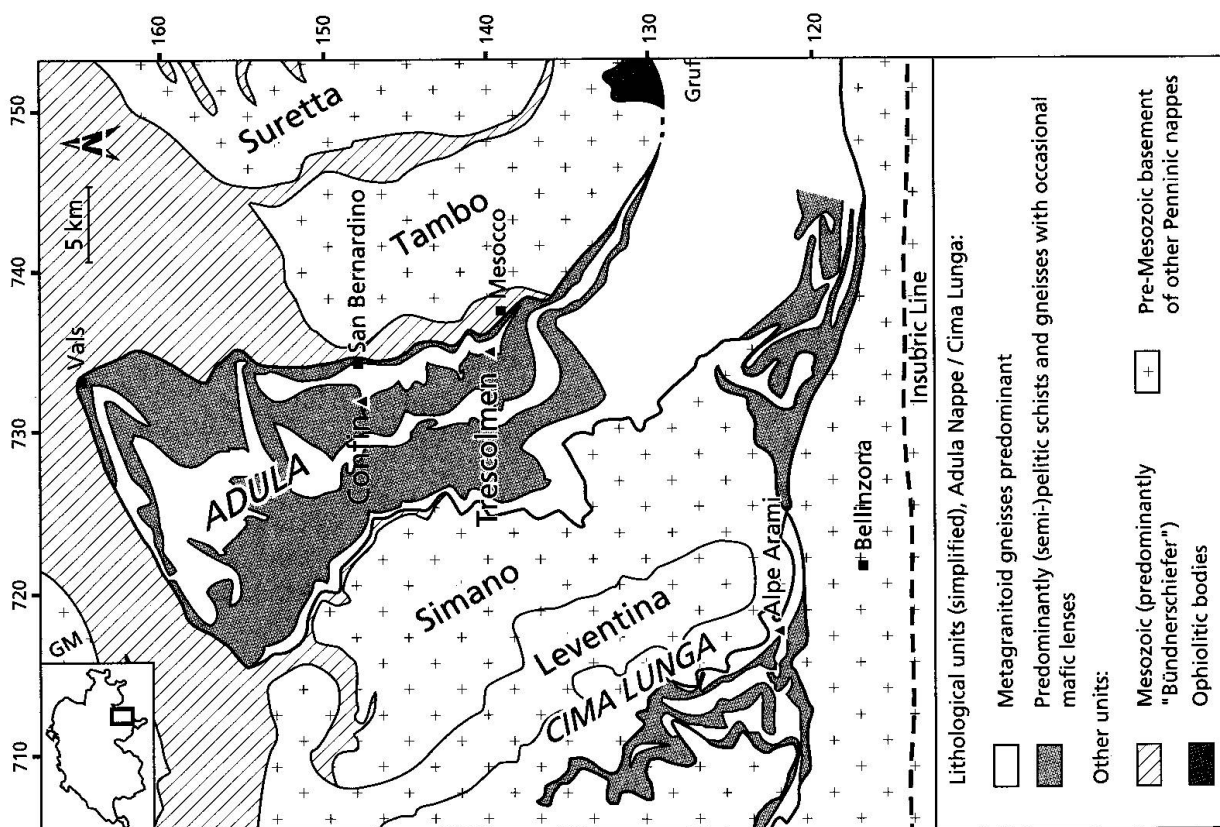 710
720
730
740
750
160
150
140
130
120
GM
N
5 km
Vals
ADULA
Suretta
Tambo
San Bernardino
Confin
Mesocco
Trescolmen
Gruf
Simano
Leventina
CIMA LUNGA
Alpe Arami
Bellinzona
Insubric Line
Lithological units (simplified), Adula Nappe / Cima Lunga:
Metagranitoid gneisses predominant
Predominantly (semi-)pelitic schists and gneisses with occasional
mafic lenses
Other units:
Mesozoic (predominantly
"Bündnerschiefer")
Ophiolitic bodies
Pre-Mesozoic basement
of other Penninic nappes